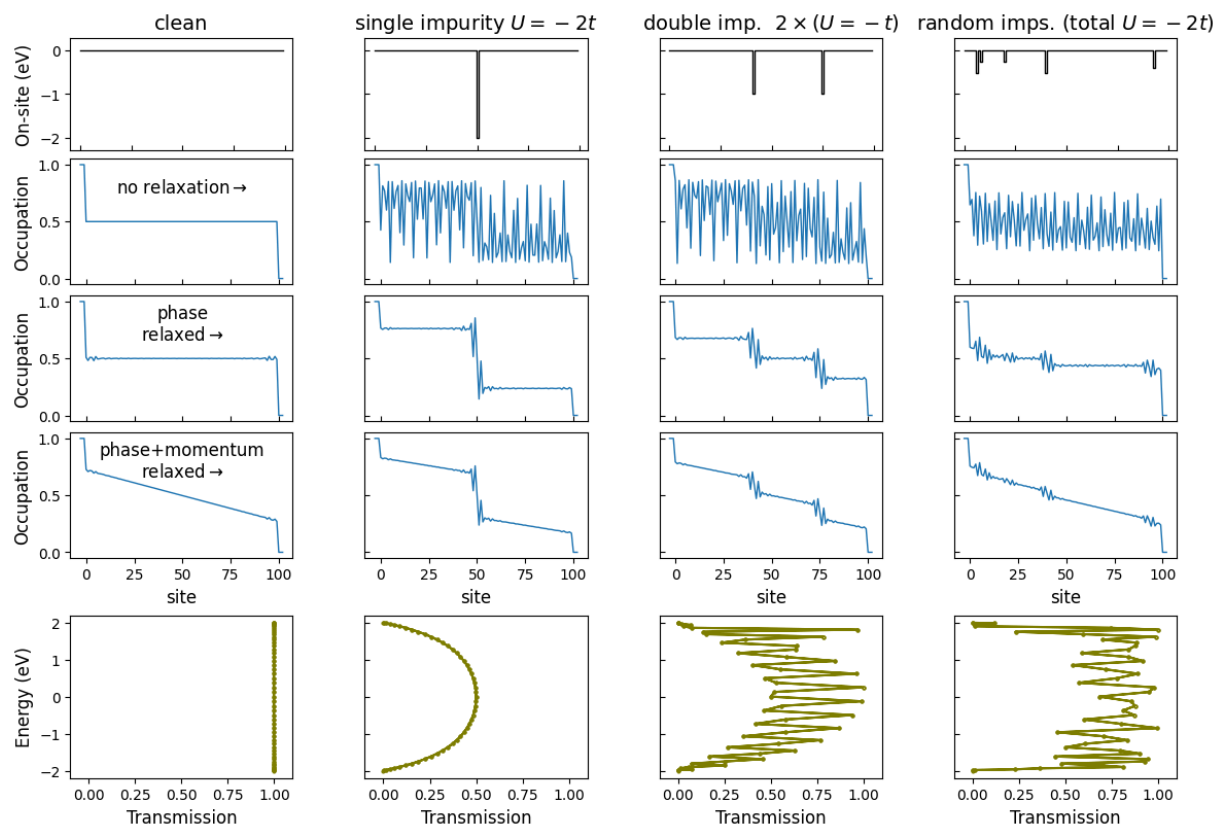 clean
single impurity U = − 2t
double imp. 2 × (U = − t)
random imps. (total U = − 2t)
On-site (eV)
0
−1
−2
Occupation
1.0
0.5
0.0
no relaxation→
Occupation
1.0
0.5
0.0
phase
relaxed→
Occupation
1.0
0.5
0.0
phase+momentum
relaxed→
0 25 50 75 100
site
0 25 50 75 100
site
0 25 50 75 100
site
0 25 50 75 100
site
Energy (eV)
2
1
0
−1
−2
0.00 0.25 0.50 0.75 1.00
Transmission
0.00 0.25 0.50 0.75 1.00
Transmission
0.00 0.25 0.50 0.75 1.00
Transmission
0.00 0.25 0.50 0.75 1.00
Transmission